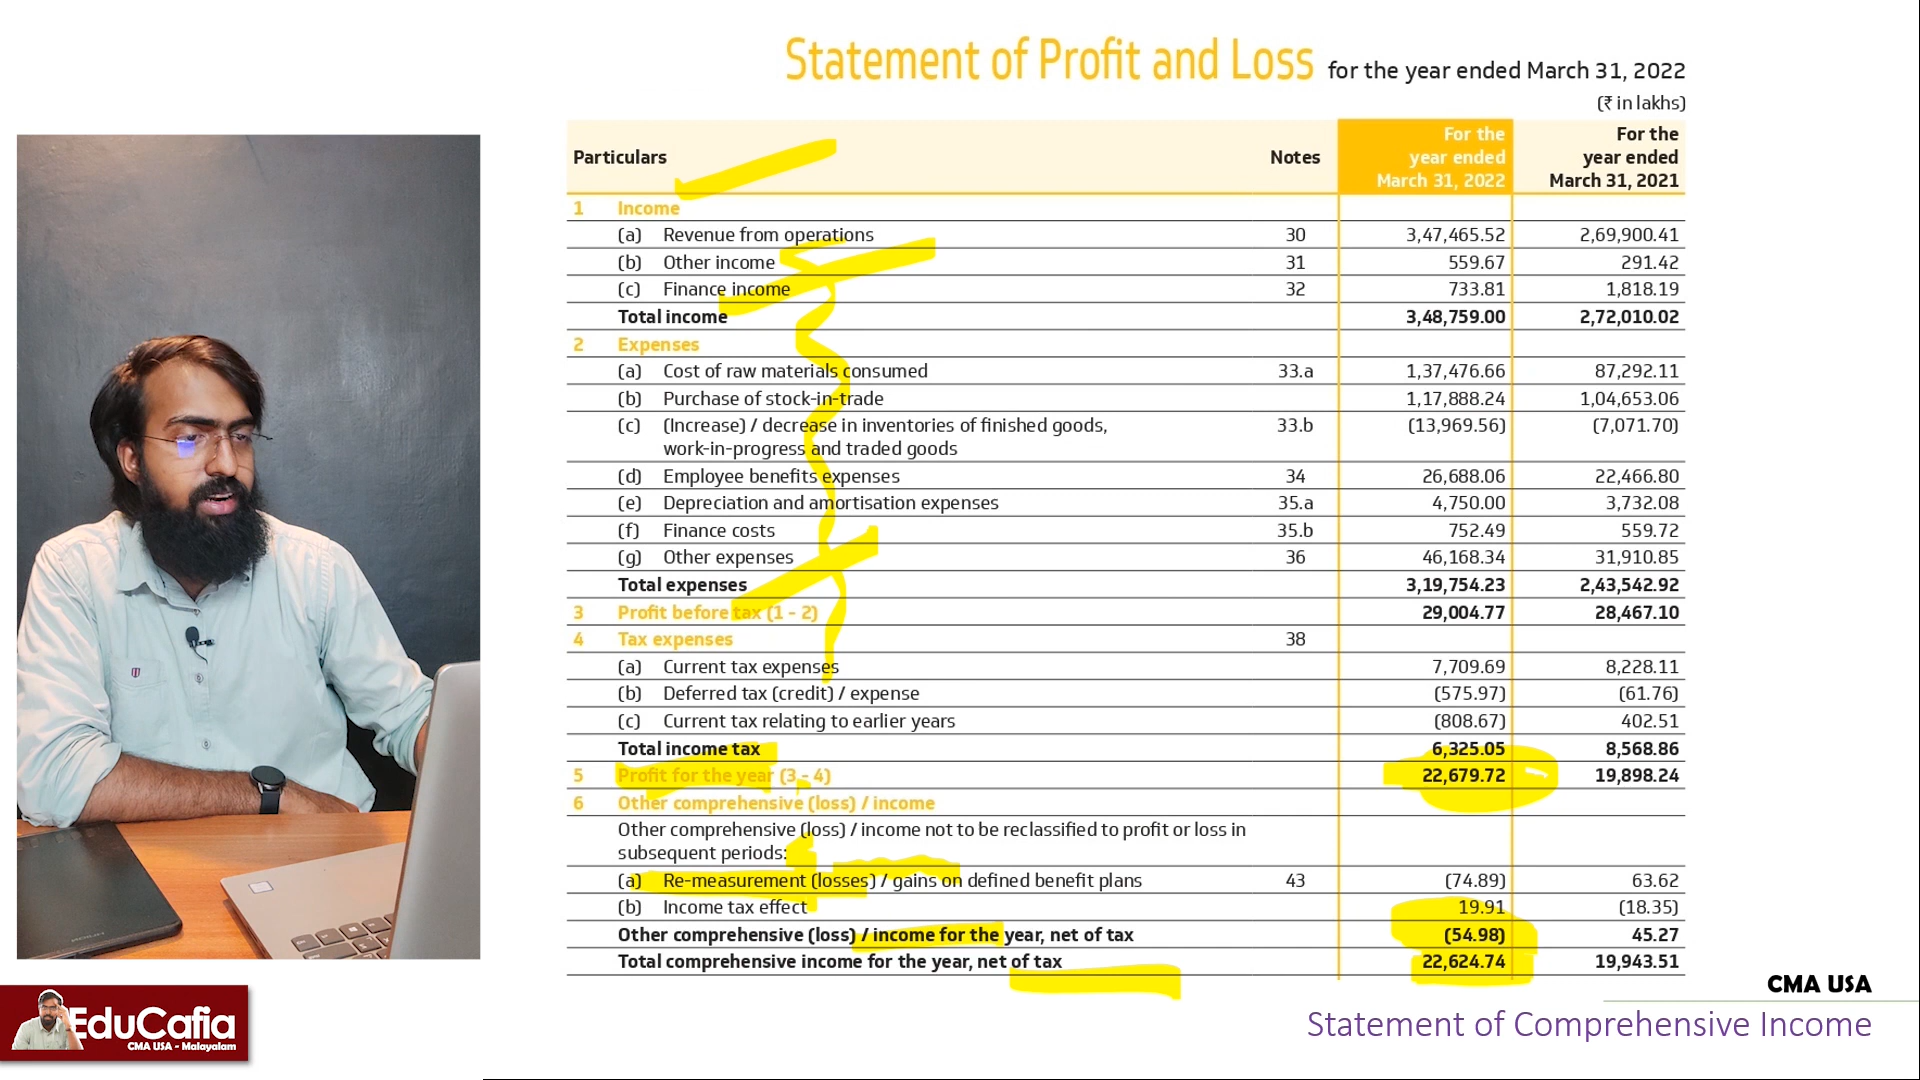 Statement of Profit and Loss for the year ended March 31, 2022
(₹ in lakhs)
Particulars Notes For the year ended March 31, 2022 For the year ended March 31, 2021
1 Income
(a) Revenue from operations 30 3,47,465.52 2,69,900.41
(b) Other income 31 559.67 291.42
(c) Finance income 32 733.81 1,818.19
Total income 3,48,759.00 2,72,010.02
2 Expenses
(a) Cost of raw materials consumed 33.a 1,37,476.66 87,292.11
(b) Purchase of stock-in-trade 1,17,888.24 1,04,653.06
(c) (Increase) / decrease in inventories of finished goods, 33.b (13,969.56) (7,071.70)
work-in-progress and traded goods
(d) Employee benefits expenses 34 26,688.06 22,466.80
(e) Depreciation and amortisation expenses 35.a 4,750.00 3,732.08
(f) Finance costs 35.b 752.49 559.72
(g) Other expenses 36 46,168.34 31,910.85
Total expenses 3,19,754.23 2,43,542.92
3 Profit before tax (1 - 2) 29,004.77 28,467.10
4 Tax expenses 38
(a) Current tax expenses 7,709.69 8,228.11
(b) Deferred tax (credit) / expense (575.97) (61.76)
(c) Current tax relating to earlier years (808.67) 402.51
Total income tax 6,325.05 8,568.86
5 Profit for the year (3 - 4) 22,679.72 19,898.24
6 Other comprehensive (loss) / income
Other comprehensive (loss) / income not to be reclassified to profit or loss in
subsequent periods:
(a) Re-measurement (losses) / gains on defined benefit plans 43 (74.89) 63.62
(b) Income tax effect 19.91 (18.35)
Other comprehensive (loss) / income for the year, net of tax (54.98) 45.27
Total comprehensive income for the year, net of tax 22,624.74 19,943.51
CMA USA
Statement of Comprehensive Income
EduCafia
CMA USA - Malayalam